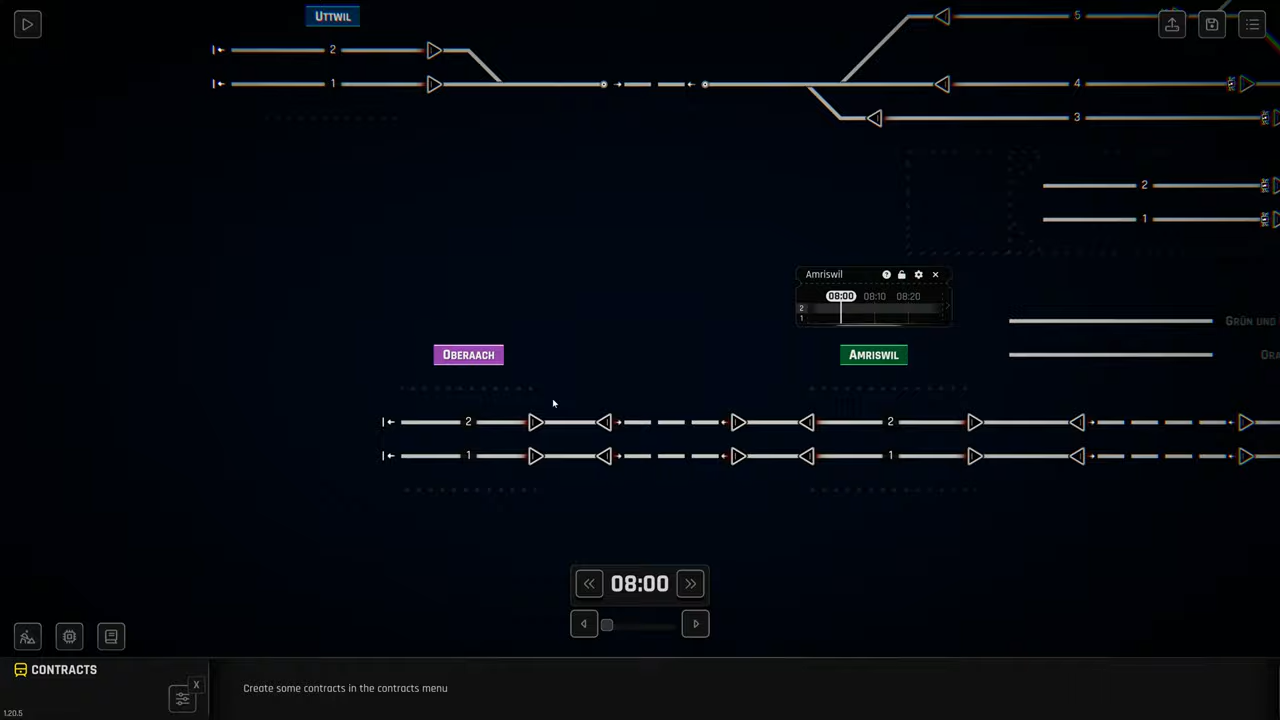 UTTWIL
2
1
5
4
3
2
1
Amriswil
08:00 08:10 08:20
2
1
GRÜN UND
ORA
OBERAACH
AMRISWIL
2 2
1 1
08:00
CONTRACTS
X
Create some contracts in the contracts menu
1.20.5